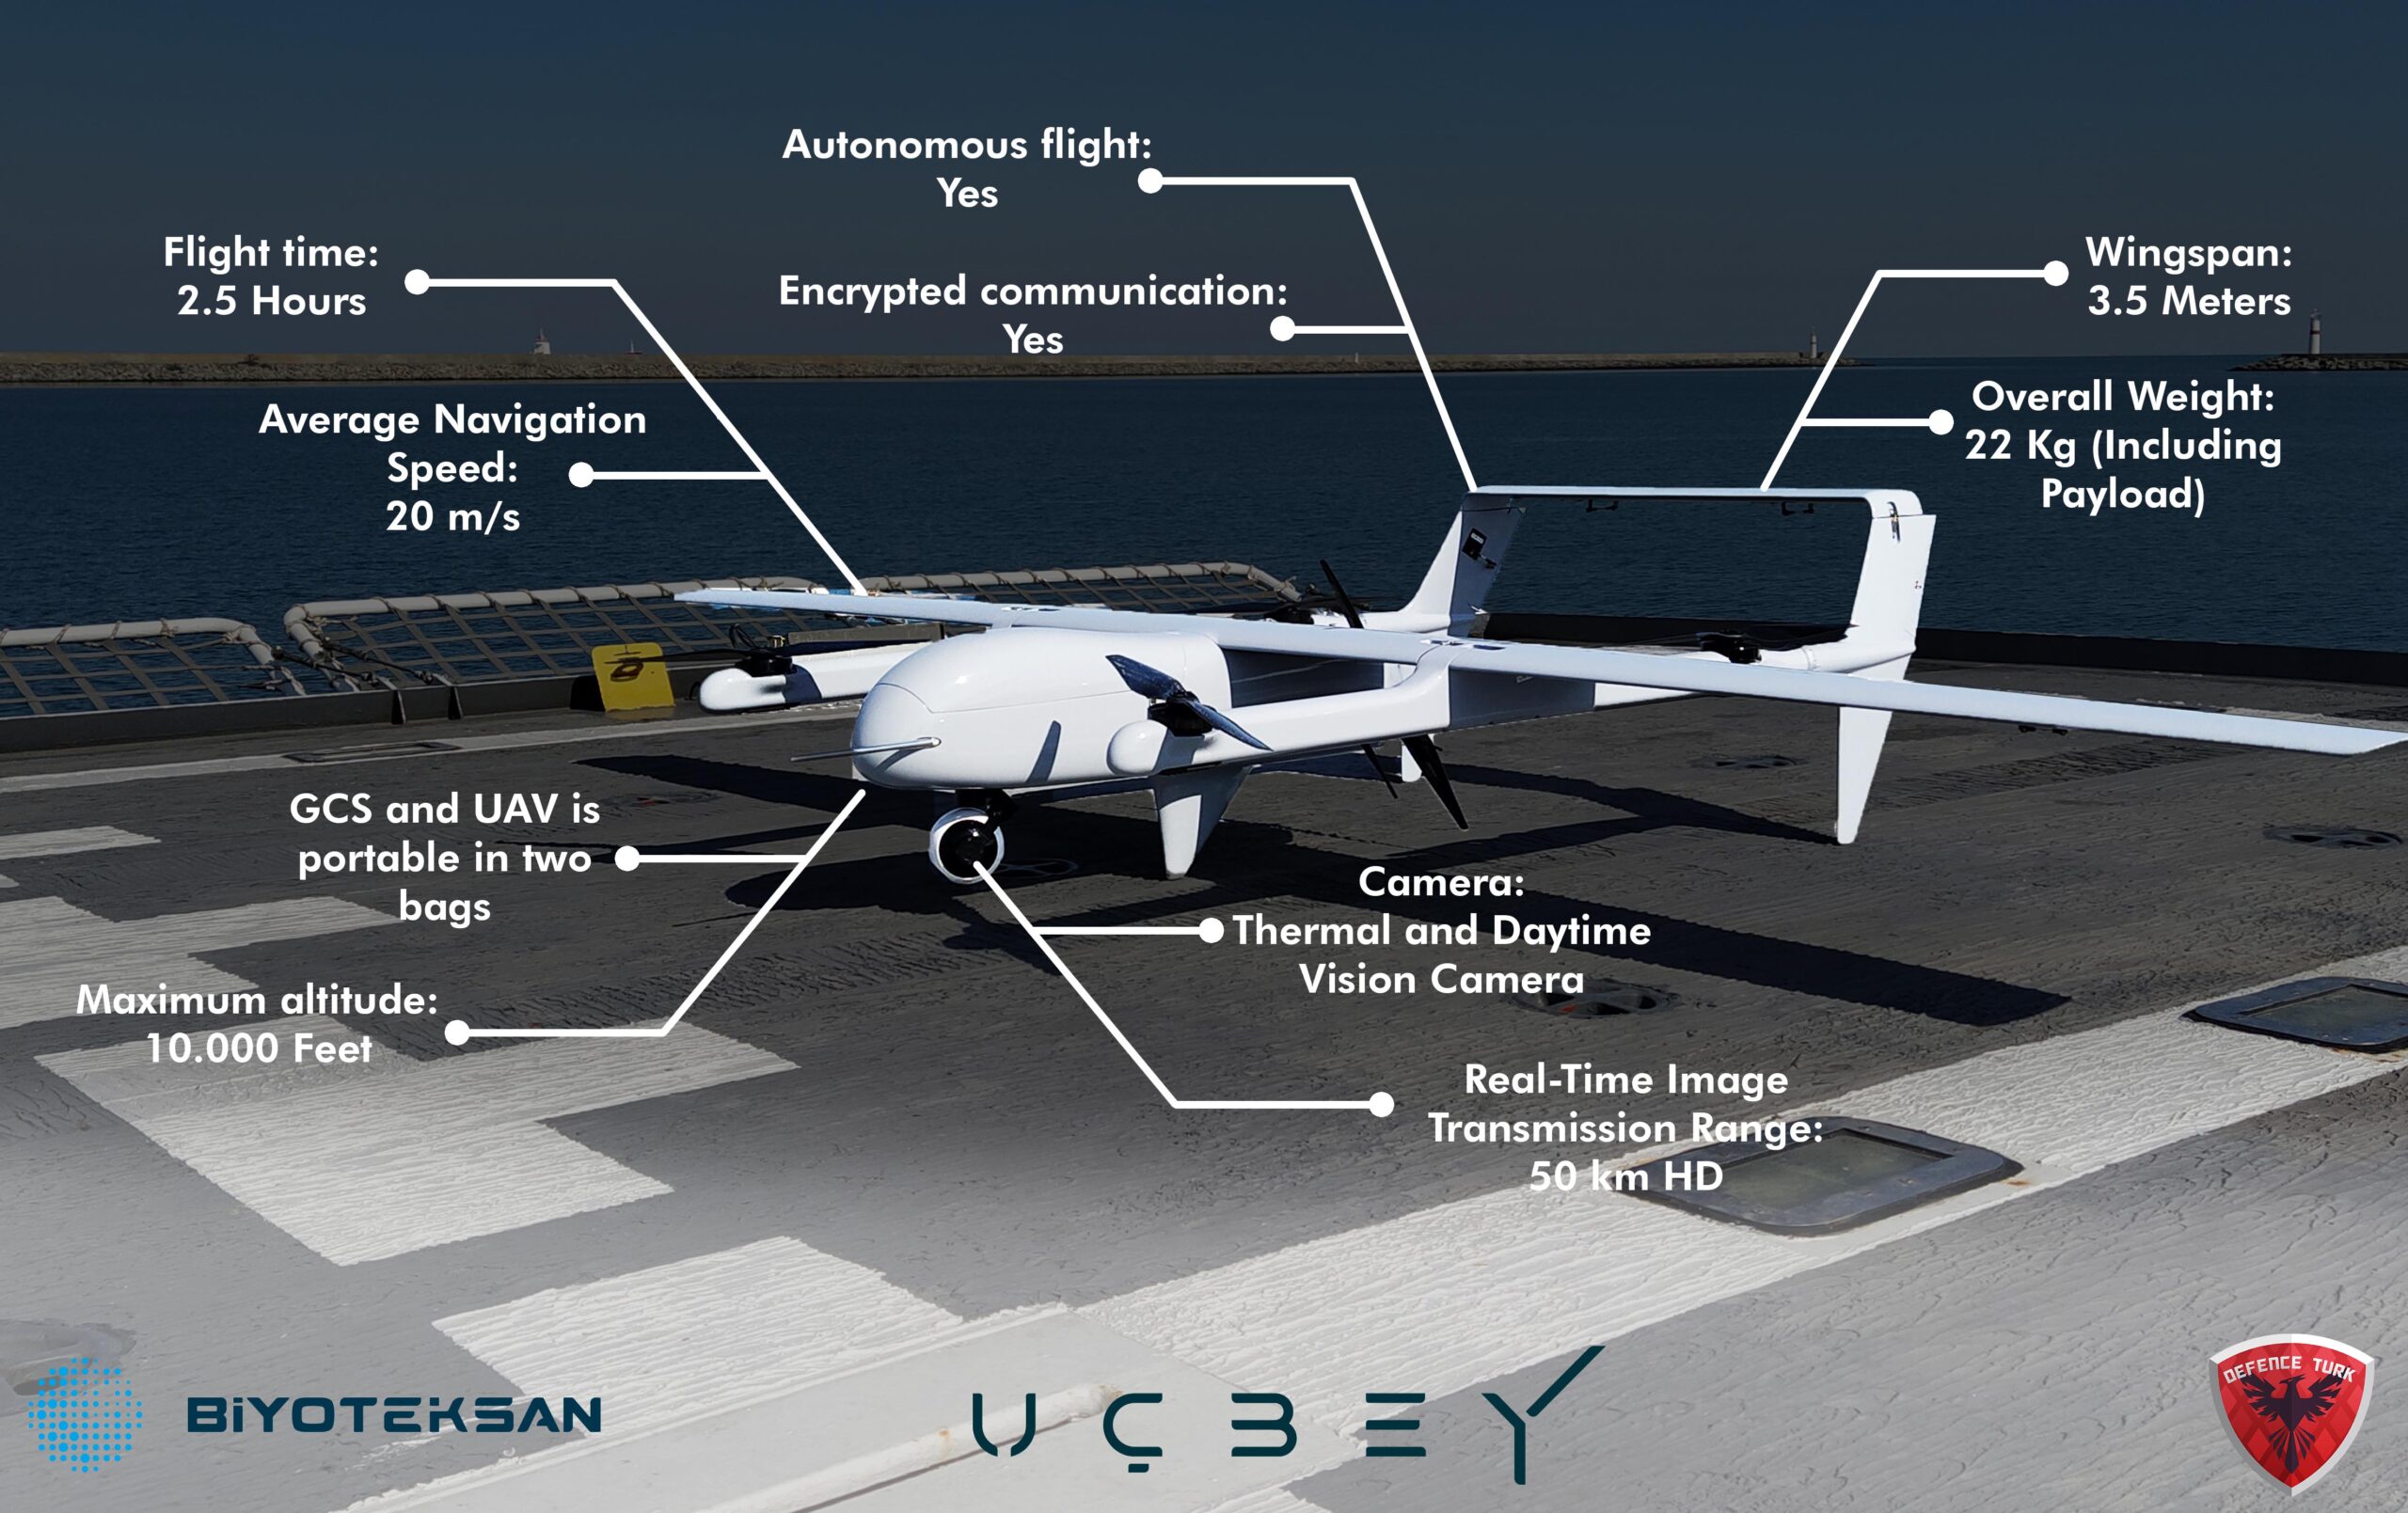 Autonomous flight:
Yes
Flight time:
2.5 Hours
Encrypted communication:
Yes
Wingspan:
3.5 Meters
Average Navigation
Speed:
20 m/s
Overall Weight:
22 Kg (Including
Payload)
GCS and UAV is
portable in two
bags
Camera:
Thermal and Daytime
Vision Camera
Maximum altitude:
10.000 Feet
Real-Time Image
Transmission Range:
50 km HD
BiYOTEKSAN
UÇBEY
DEFENCE TURK